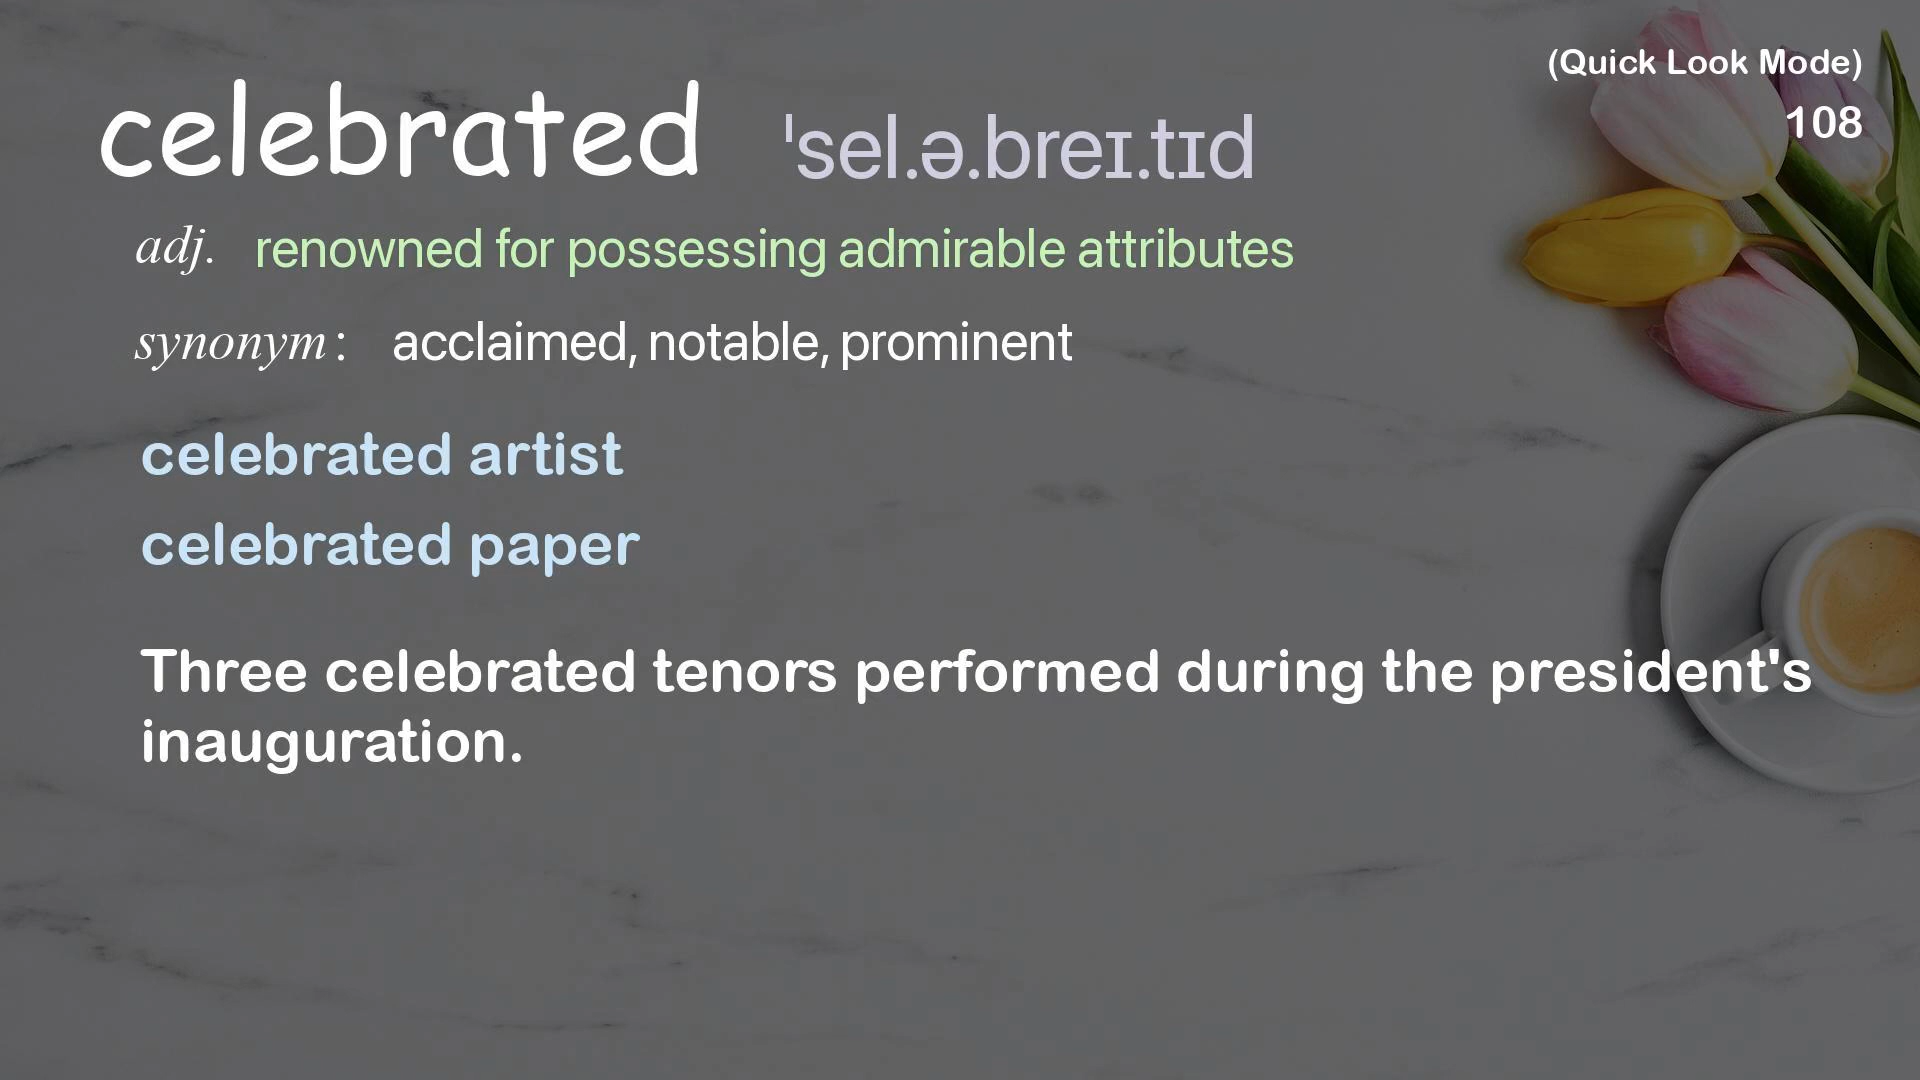 (Quick Look Mode)
108
celebrated ˈsel.ə.breɪ.tɪd
adj. renowned for possessing admirable attributes
synonym : acclaimed, notable, prominent
celebrated artist
celebrated paper
Three celebrated tenors performed during the president's
inauguration.